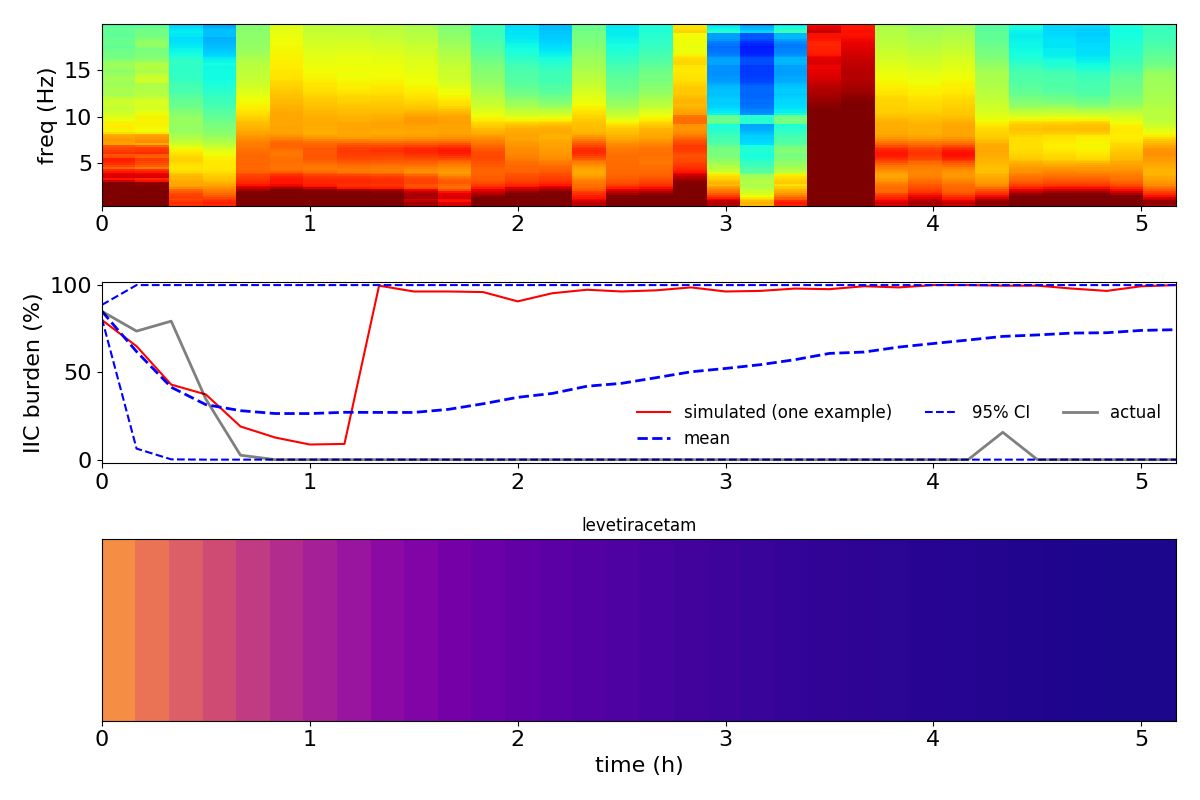 freq (Hz)
15
10
5
0 1 2 3 4 5
IIC burden (%)
100
50
0
simulated (one example) 95% CI actual
mean
0 1 2 3 4 5
levetiracetam
0 1 2 3 4 5
time (h)